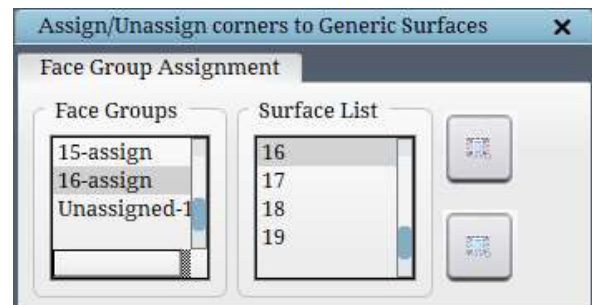 Assign/Unassign corners to Generic Surfaces
Face Group Assignment
Face Groups
Surface List
15-assign
16-assign
Unassigned-1
16
17
18
19